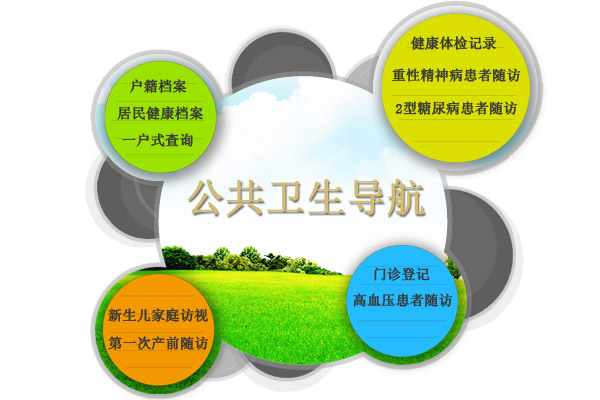 户籍档案
居民健康档案
一户式查询
健康体检记录
重性精神病患者随访
2型糖尿病患者随访
公共卫生导航
新生儿家庭访视
第一次产前随访
门诊登记
高血压患者随访